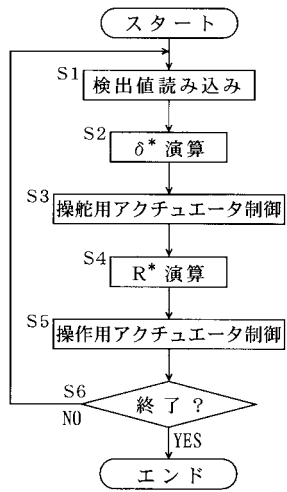 スタート
S1
検出値読み込み
S2
δ* 演算
S3
操舵用アクチュエータ制御
S4
R* 演算
S5
操作用アクチュエータ制御
S6
終了?
NO
YES
エンド